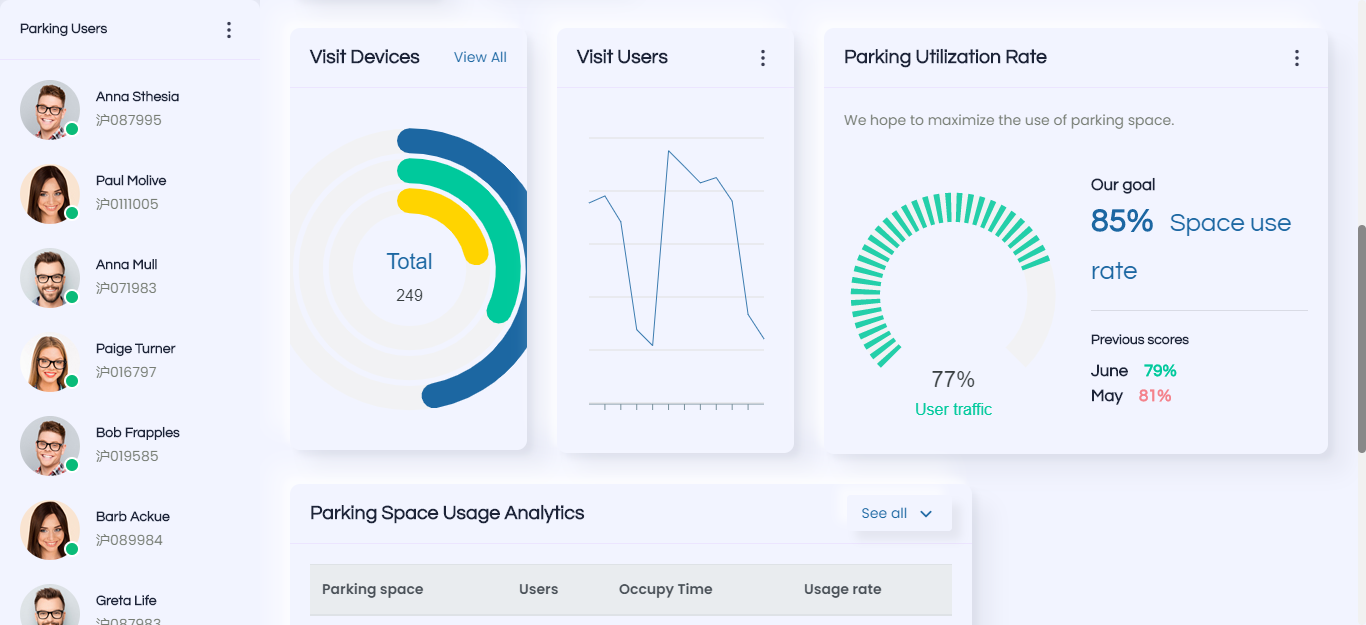 Parking Users
Anna Sthesia
沪087995
Paul Molive
沪0111005
Anna Mull
沪071983
Paige Turner
沪016797
Bob Frapples
沪019585
Barb Ackue
沪089984
Greta Life
沪087983
Visit Devices View All
Total
249
Visit Users
Parking Utilization Rate
We hope to maximize the use of parking space.
77%
User traffic
Our goal
85% Space use
rate
Previous scores
June 79%
May 81%
Parking Space Usage Analytics See all
Parking space Users Occupy Time Usage rate